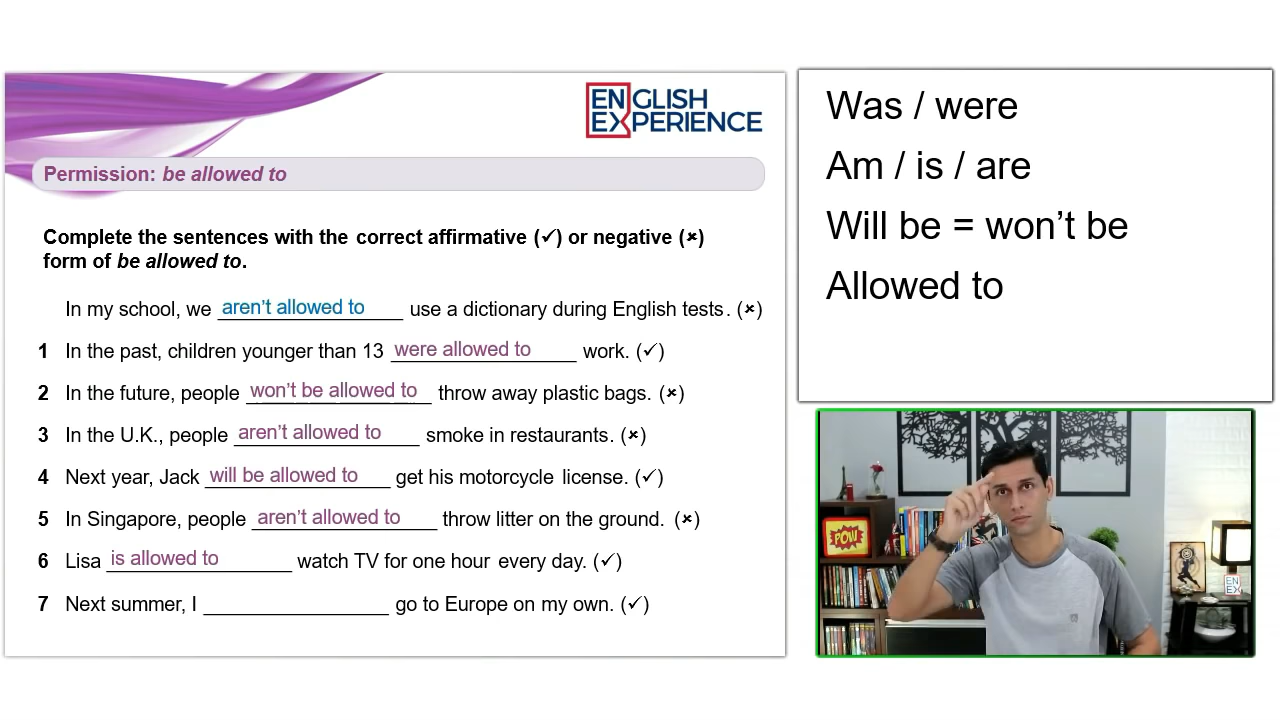 ENGLISH
EXPERIENCE
Permission: be allowed to
Complete the sentences with the correct affirmative (✓) or negative (×)
form of be allowed to.
In my school, we aren't allowed to use a dictionary during English tests. (×)
1 In the past, children younger than 13 were allowed to work. (✓)
2 In the future, people won't be allowed to throw away plastic bags. (×)
3 In the U.K., people aren't allowed to smoke in restaurants. (×)
4 Next year, Jack will be allowed to get his motorcycle license. (✓)
5 In Singapore, people aren't allowed to throw litter on the ground. (×)
6 Lisa is allowed to watch TV for one hour every day. (✓)
7 Next summer, I ________________ go to Europe on my own. (✓)
Was / were
Am / is / are
Will be = won't be
Allowed to
POW!
EN
EX